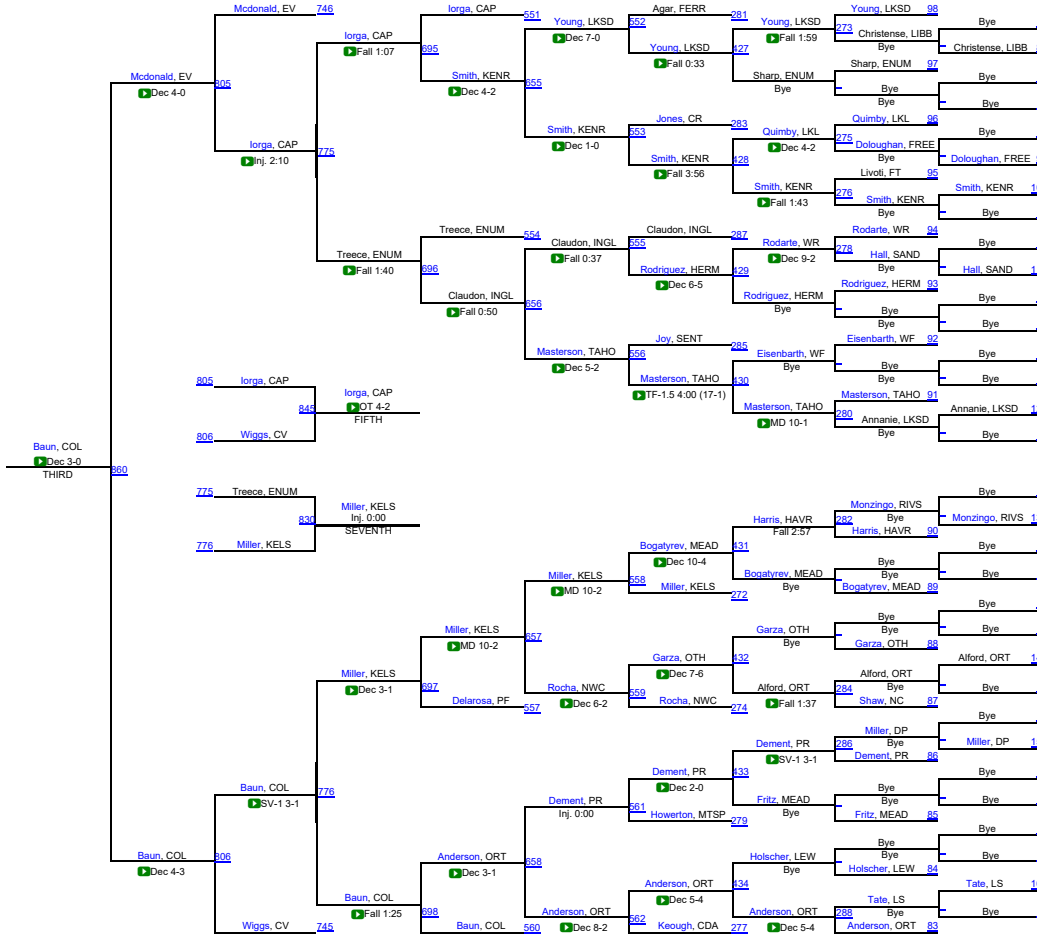 Mcdonald, EV 746
Iorga, CAP 551
Agar, FERR 281
Young, LKSD 98
Bye
Young, LKSD 552
Young, LKSD
273 Christense, LIBB
Dec 7-0
Fall 1:59
Bye
Christense, LIBB
Iorga, CAP
695
Young, LKSD 427
Fall 1:07
Fall 0:33
Sharp, ENUM 97
Bye
Mcdonald, EV
Smith, KENR
Sharp, ENUM
Bye
805
655
Dec 4-0
Dec 4-2
Bye
Bye
Bye
Jones, CR 283
Quimby, LKL 96
Bye
Smith, KENR 553
Quimby, LKL 275
Dec 1-0
Dec 4-2
Doloughan, FREE
Iorga, CAP 775
Bye
Doloughan, FREE
Inj. 2:10
Smith, KENR 428
Fall 3:56
Livoti, FT 95
Smith, KENR
Smith, KENR 276
Smith, KENR
Fall 1:43
Bye
Bye
Treece, ENUM 554
Claudon, INGL 287
Rodarte, WR 94
Bye
Treece, ENUM
Claudon, INGL 555
Rodarte, WR 278
Hall, SAND
Fall 1:40
696
Fall 0:37
Dec 9-2
Bye
Hall, SAND
Rodriguez, HERM 429
Dec 6-5
Rodriguez, HERM 93
Bye
Claudon, INGL 656
Rodriguez, HERM
Bye
Fall 0:50
Bye
Bye
Bye
Joy, SENT 285
Eisenbarth, WF 92
Bye
Masterson, TAHO 556
Eisenbarth, WF
Bye
Dec 5-2
Bye
Bye
Bye
805 Iorga, CAP
Iorga, CAP
Masterson, TAHO 430
TF-1.5 4:00 (17-1)
Masterson, TAHO 91
Annanie, LKSD
845
OT 4-2
FIFTH
Masterson, TAHO 280
Annanie, LKSD
MD 10-1
Bye
Bye
806 Wiggs, CV
Baun, COL
Dec 3-0
THIRD
860
775 Treece, ENUM
Bye
Miller, KELS
Monzingo, RIVS
830
Inj. 0:00
SEVENTH
Harris, HAVR 282
Bye
Monzingo, RIVS
Fall 2:57
Harris, HAVR 90
776 Miller, KELS
Bogatyrev, MEAD 431
Bye
Dec 10-4
Bye
Miller, KELS 558
Bogatyrev, MEAD
Bye
Bye
MD 10-2
Miller, KELS 272
Bye
Bogatyrev, MEAD 89
Bye
Miller, KELS 657
Garza, OTH
Bye
Bye
MD 10-2
Bye
Bye
Garza, OTH 88
Miller, KELS
Garza, OTH 432
Alford, ORT
Dec 3-1
697
Dec 7-6
Rocha, NWC 559
Alford, ORT 284
Alford, ORT
Delarosa, PF 557
Dec 6-2
Rocha, NWC 274
Fall 1:37
Bye
Bye
Shaw, NC 87
Bye
Miller, DP
Dement, PR 286
Bye
Miller, DP
SV-1 3-1
Dement, PR 86
Dement, PR 433
Bye
Baun, COL 776
Dec 2-0
Bye
SV-1 3-1
Dement, PR 561
Fritz, MEAD
Bye
Bye
Inj. 0:00
Howerton, MTSP 279
Bye
Fritz, MEAD 85
Bye
Baun, COL 806
Anderson, ORT 658
Holscher, LEW
Bye
Bye
Dec 4-3
Dec 3-1
Bye
Bye
Holscher, LEW 84
Anderson, ORT 434
Tate, LS
Baun, COL
Dec 5-4
Fall 1:25
698
Anderson, ORT 562
Anderson, ORT 288
Tate, LS
Wiggs, CV 745
Baun, COL 560
Dec 8-2
Keough, CDA 277
Dec 5-4
Bye
Bye
Anderson, ORT 83